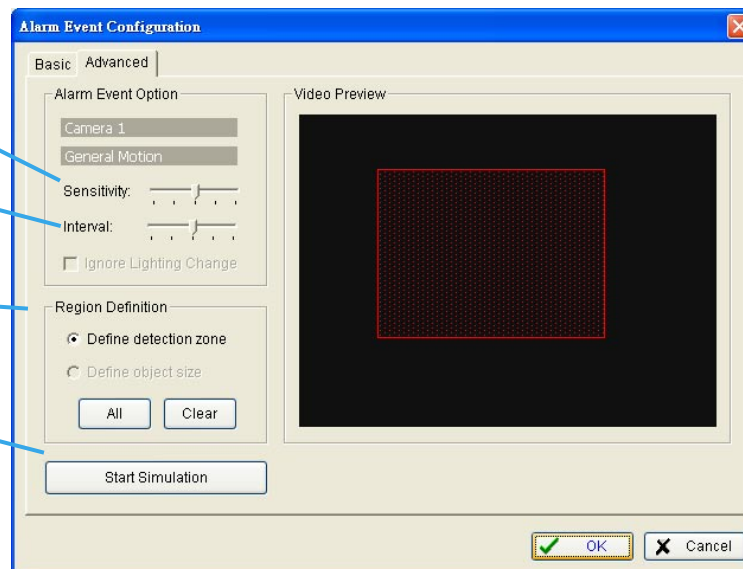 Alarm Event Configuration
Basic
Advanced
Alarm Event Option
Camera 1
General Motion
Sensitivity:
Interval:
Ignore Lighting Change
Region Definition
Define detection zone
Define object size
All
Clear
Start Simulation
Video Preview
OK
Cancel